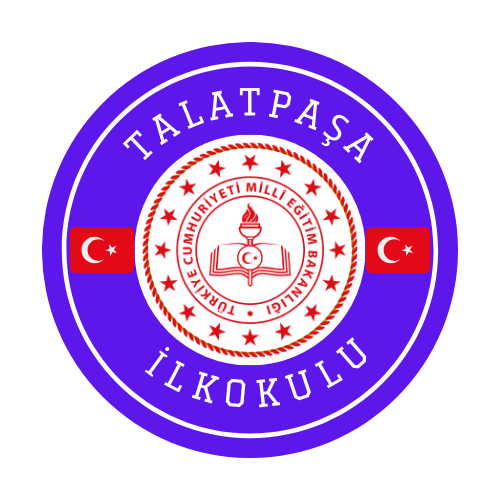 TALATPAŞA
TÜRKİYE CUMHURİYETİ MİLLÎ EĞİTİM BAKANLIĞI
İLKOKULU